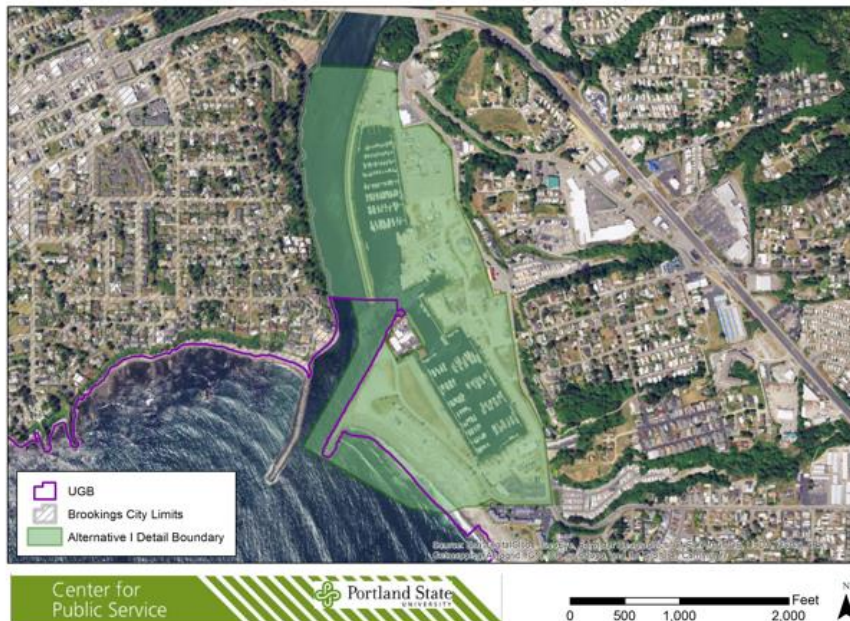 UGB
Brookings City Limits
Alternative I Detail Boundary
Center for
Public Service
Portland State
UNIVERSITY
Feet
0 500 1,000 2,000
N